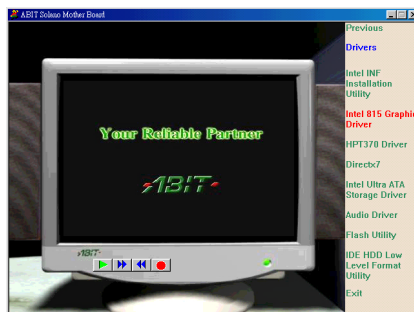 ABIT Solano Mother Board
Your Reliable Partner
ABIT
ABIT
Previous
Drivers
Intel INF
Installation
Utility
Intel 815 Graphic
Driver
HPT370 Driver
Directx7
Intel Ultra ATA
Storage Driver
Audio Driver
Flash Utility
IDE HDD Low
Level Format
Utility
Exit